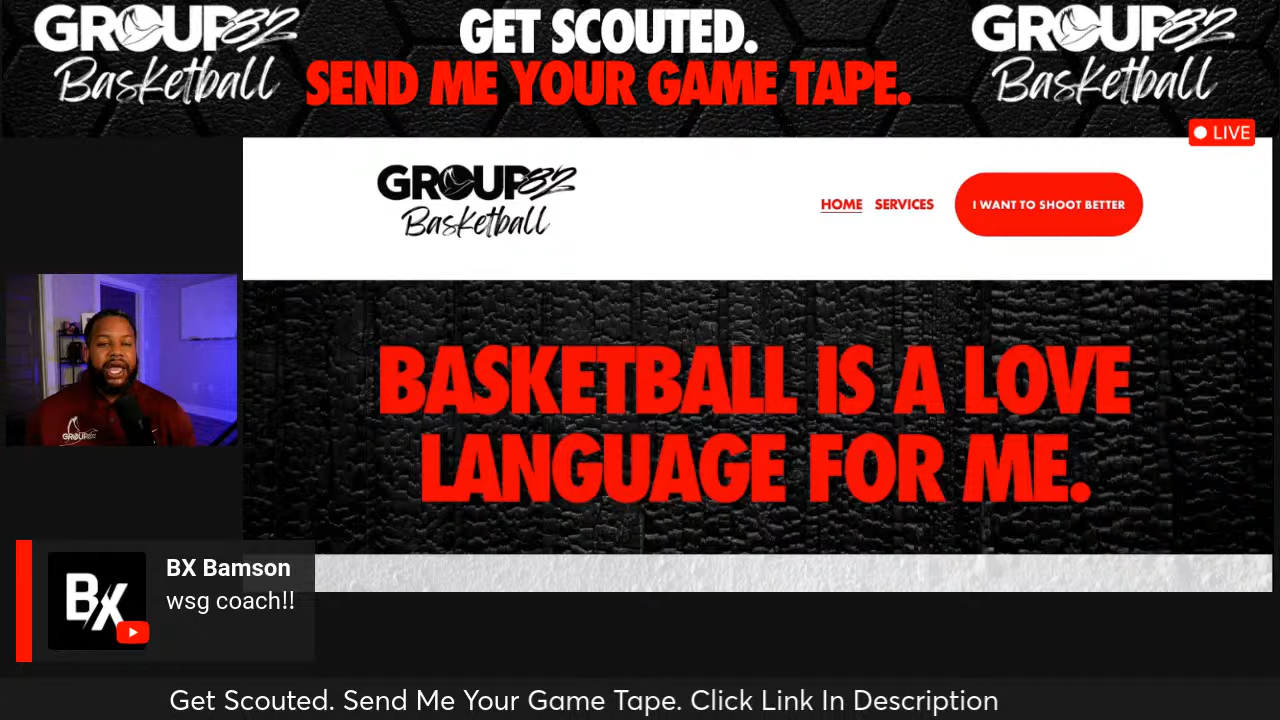 GROUP82
Basketball
GET SCOUTED.
SEND ME YOUR GAME TAPE.
GROUP82
Basketball
LIVE
GROUP82
Basketball
HOME
SERVICES
I WANT TO SHOOT BETTER
BASKETBALL IS A LOVE
LANGUAGE FOR ME.
GROUP82
BX
BX Bamson
wsg coach!!
Get Scouted. Send Me Your Game Tape. Click Link In Description